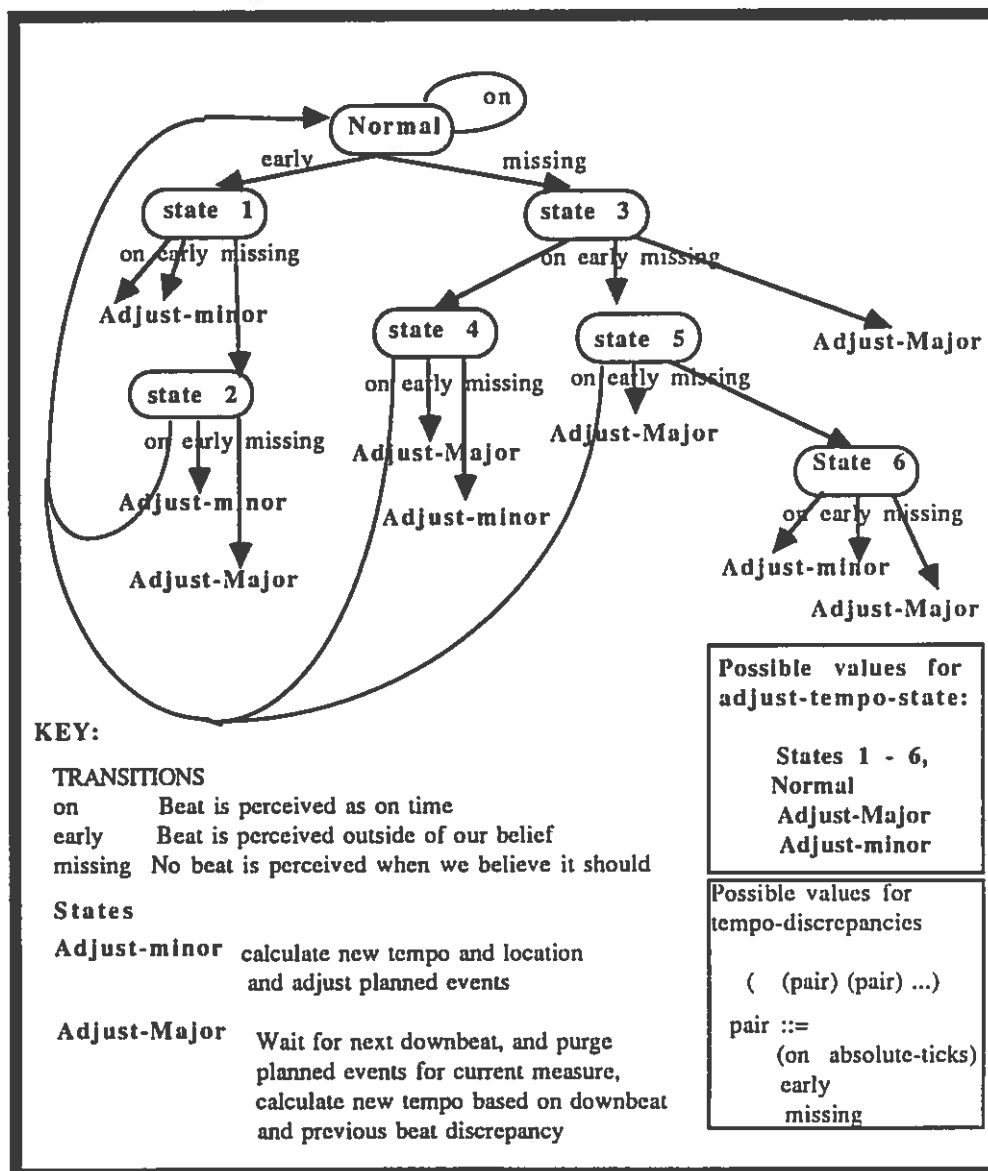 on
Normal
early
missing
state 1
state 3
on early missing
on early missing
Adjust-minor
state 4
state 5
Adjust-Major
on early missing
on early missing
state 2
on early missing
Adjust-Major
Adjust-Major
State 6
Adjust-minor
Adjust-minor
on early missing
Adjust-Major
Adjust-minor
Adjust-Major
Possible values for
adjust-tempo-state:
States 1 - 6,
Normal
Adjust-Major
Adjust-minor
KEY:
TRANSITIONS
on Beat is perceived as on time
early Beat is perceived outside of our belief
missing No beat is perceived when we believe it should
States
Adjust-minor calculate new tempo and location
and adjust planned events
Adjust-Major Wait for next downbeat, and purge
planned events for current measure,
calculate new tempo based on downbeat
and previous beat discrepancy
Possible values for
tempo-discrepancies
( (pair) (pair) ...)
pair ::=
(on absolute-ticks)
early
missing